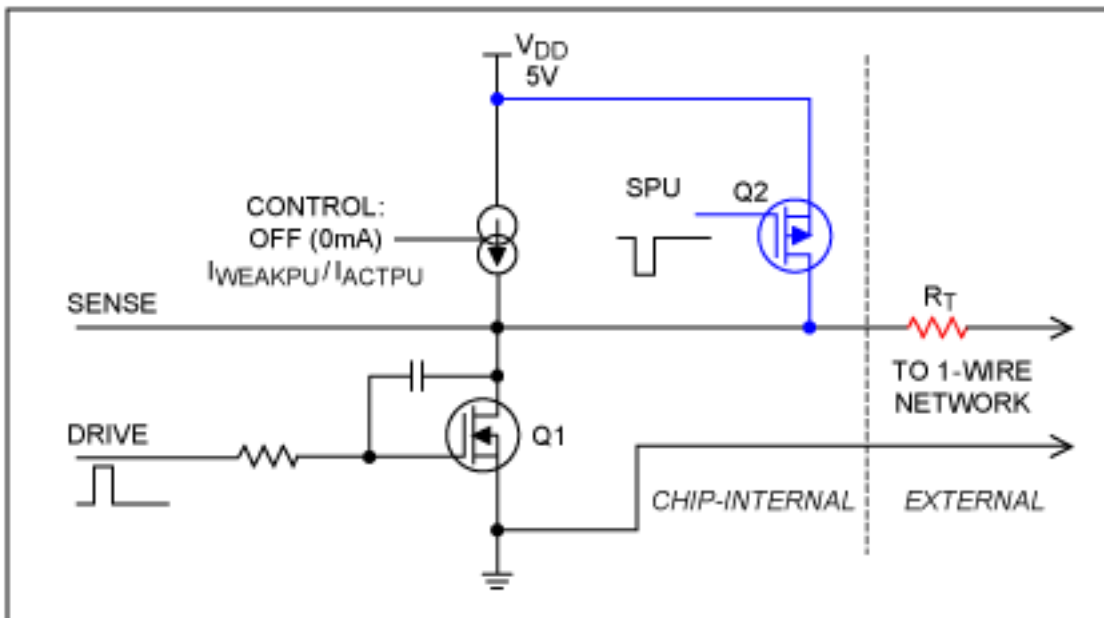 VDD
5V
SPU
Q2
CONTROL:
OFF (0mA)
IWEAKPU/IACTPU
SENSE
RT
TO 1-WIRE
NETWORK
DRIVE
Q1
CHIP-INTERNAL
EXTERNAL